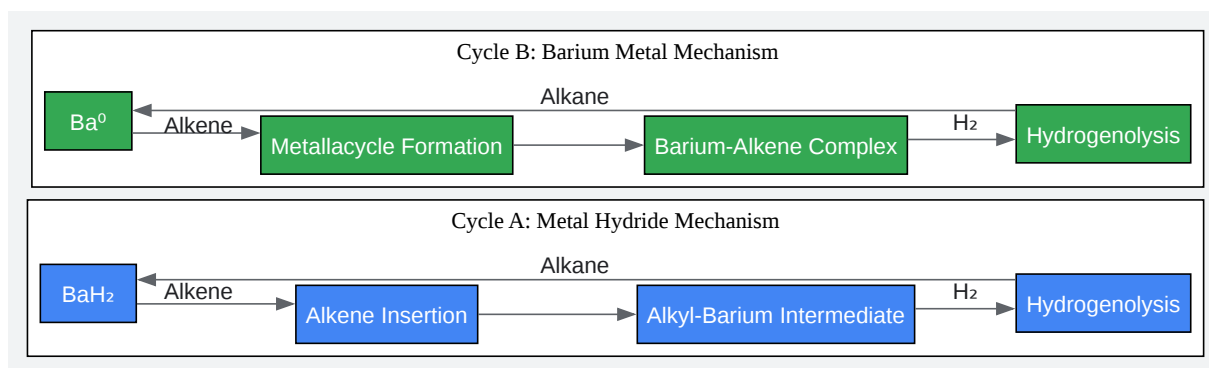 Cycle B: Barium Metal Mechanism
Alkane
Ba⁰
Alkene
Metallacycle Formation
Barium-Alkene Complex
H₂
Hydrogenolysis
Cycle A: Metal Hydride Mechanism
Alkane
BaH₂
Alkene
Alkene Insertion
Alkyl-Barium Intermediate
H₂
Hydrogenolysis